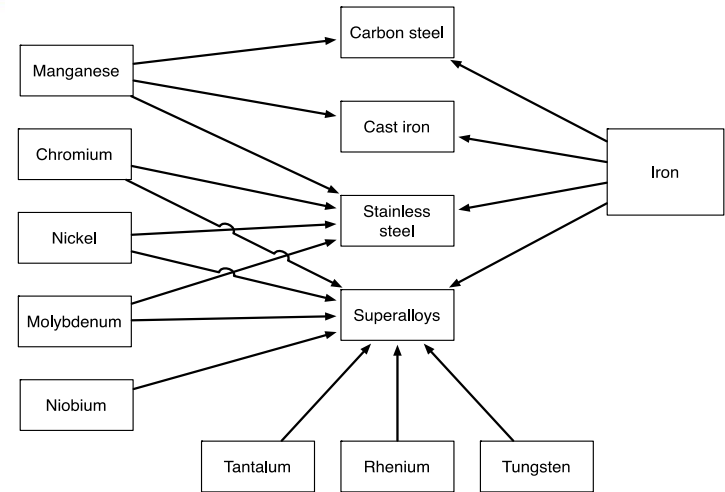 Carbon steel
Manganese
Cast iron
Chromium
Iron
Stainless
steel
Nickel
Superalloys
Molybdenum
Niobium
Tantalum
Rhenium
Tungsten